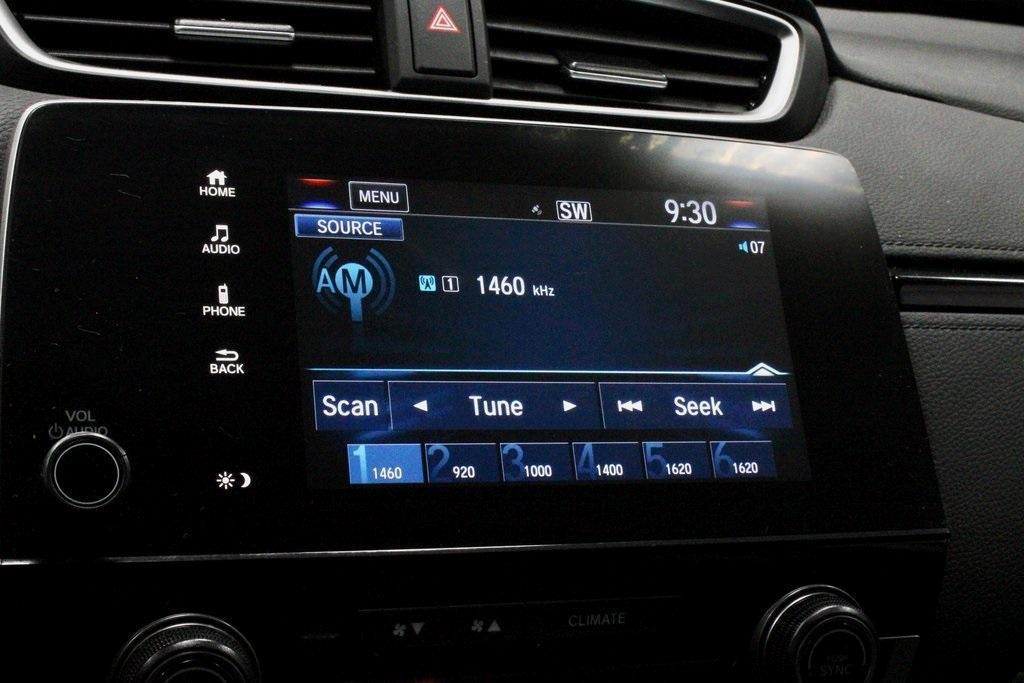 HOME
AUDIO
PHONE
BACK
VOL
AUDIO
MENU
SW
9:30
SOURCE
07
AM
1 1460 kHz
Scan Tune Seek
1 1460 2 920 3 1000 4 1400 5 1620 6 1620
CLIMATE
SYNC